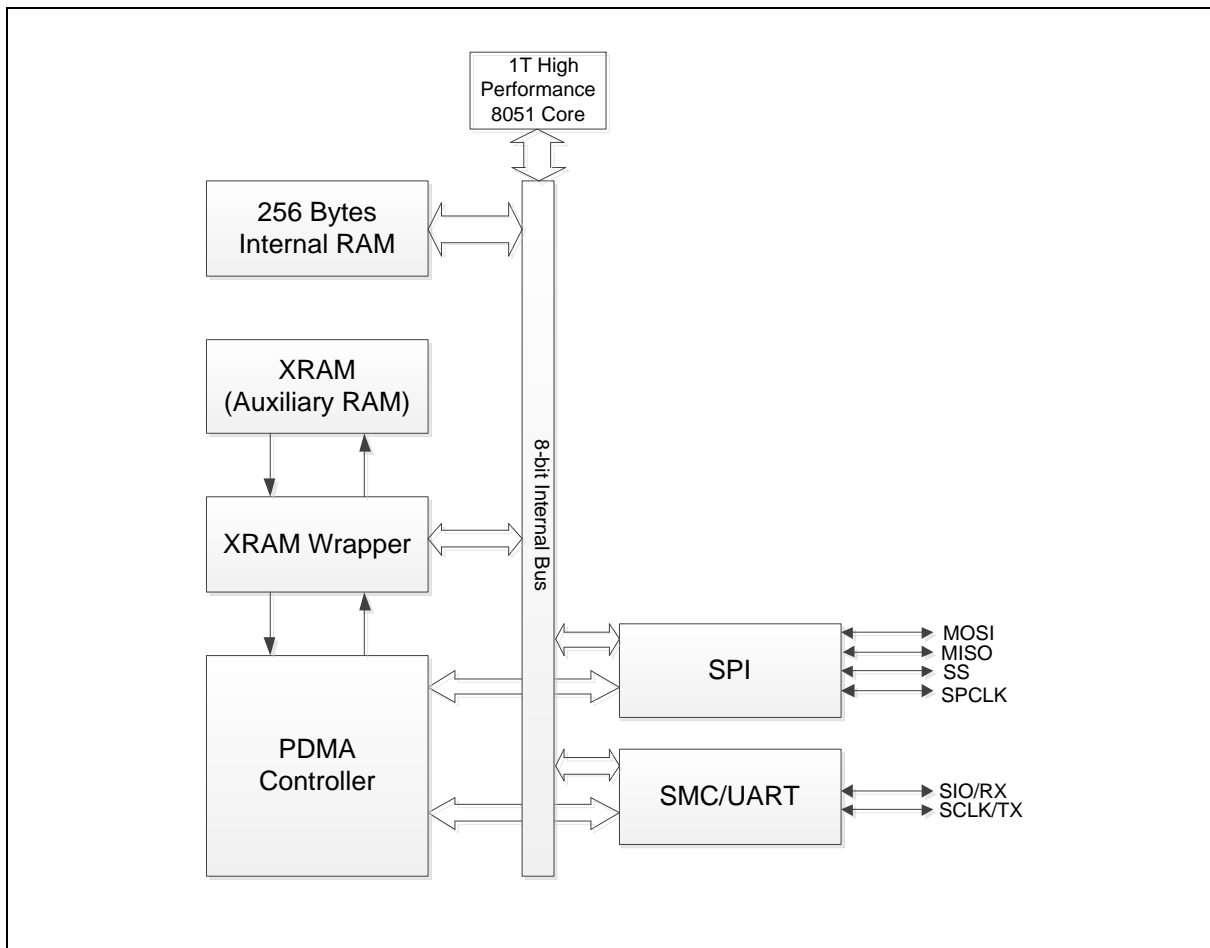 1T High
Performance
8051 Core
256 Bytes
Internal RAM
XRAM
(Auxiliary RAM)
8-bit Internal Bus
XRAM Wrapper
PDMA
Controller
SPI
MOSI
MISO
SS
SPCLK
SMC/UART
SIO/RX
SCLK/TX